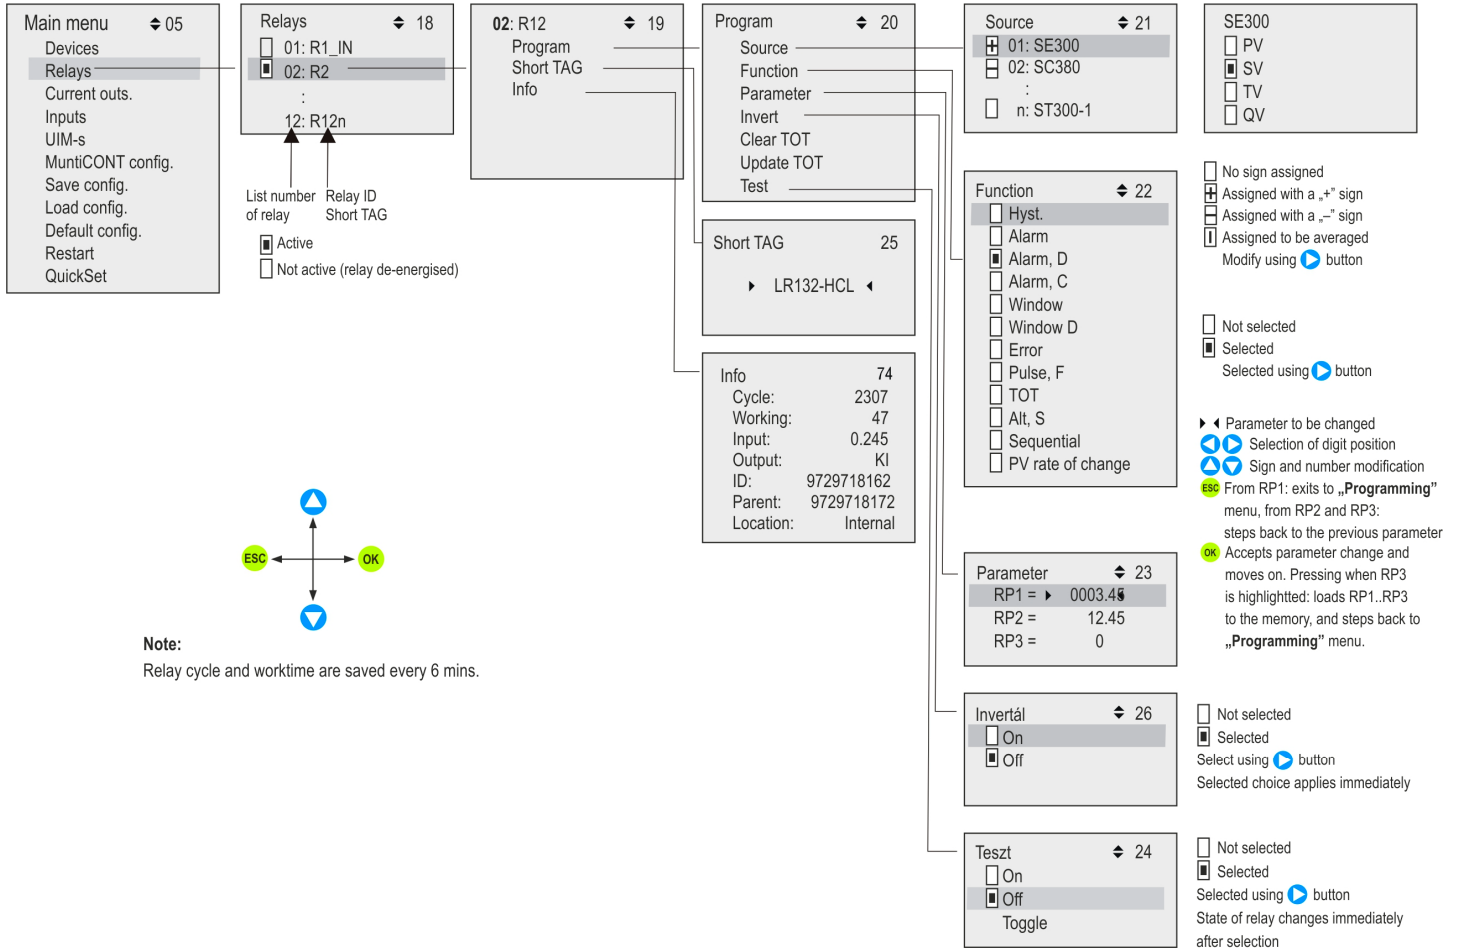 Main menu 05
Devices
Relays
Current outs.
Inputs
UIM-s
MuntiCONT config.
Save config.
Load config.
Default config.
Restart
QuickSet
Relays 18
01: R1_IN
02: R2
:
12: R12n
List number
of relay
Relay ID
Short TAG
Active
Not active (relay de-energised)
02: R12 19
Program
Short TAG
Info
Program 20
Source
Function
Parameter
Invert
Clear TOT
Update TOT
Test
Short TAG 25
LR132-HCL
Info 74
Cycle: 2307
Working: 47
Input: 0.245
Output: KI
ID: 9729718162
Parent: 9729718172
Location: Internal
Source 21
01: SE300
02: SC380
:
n: ST300-1
SE300
PV
SV
TV
QV
No sign assigned
Assigned with a „+” sign
Assigned with a „–” sign
Assigned to be averaged
Modify using button
Function 22
Hyst.
Alarm
Alarm, D
Alarm, C
Window
Window D
Error
Pulse, F
TOT
Alt, S
Sequential
PV rate of change
Not selected
Selected
Selected using button
Parameter to be changed
Selection of digit position
Sign and number modification
ESC From RP1: exits to „Programming”
menu, from RP2 and RP3:
steps back to the previous parameter
OK Accepts parameter change and
moves on. Pressing when RP3
is highlightted: loads RP1..RP3
to the memory, and steps back to
„Programming” menu.
Parameter 23
RP1 = 0003.45
RP2 = 12.45
RP3 = 0
Invertál 26
On
Off
Not selected
Selected
Select using button
Selected choice applies immediately
Teszt 24
On
Off
Toggle
Not selected
Selected
Selected using button
State of relay changes immediately
after selection
ESC OK
Note:
Relay cycle and worktime are saved every 6 mins.